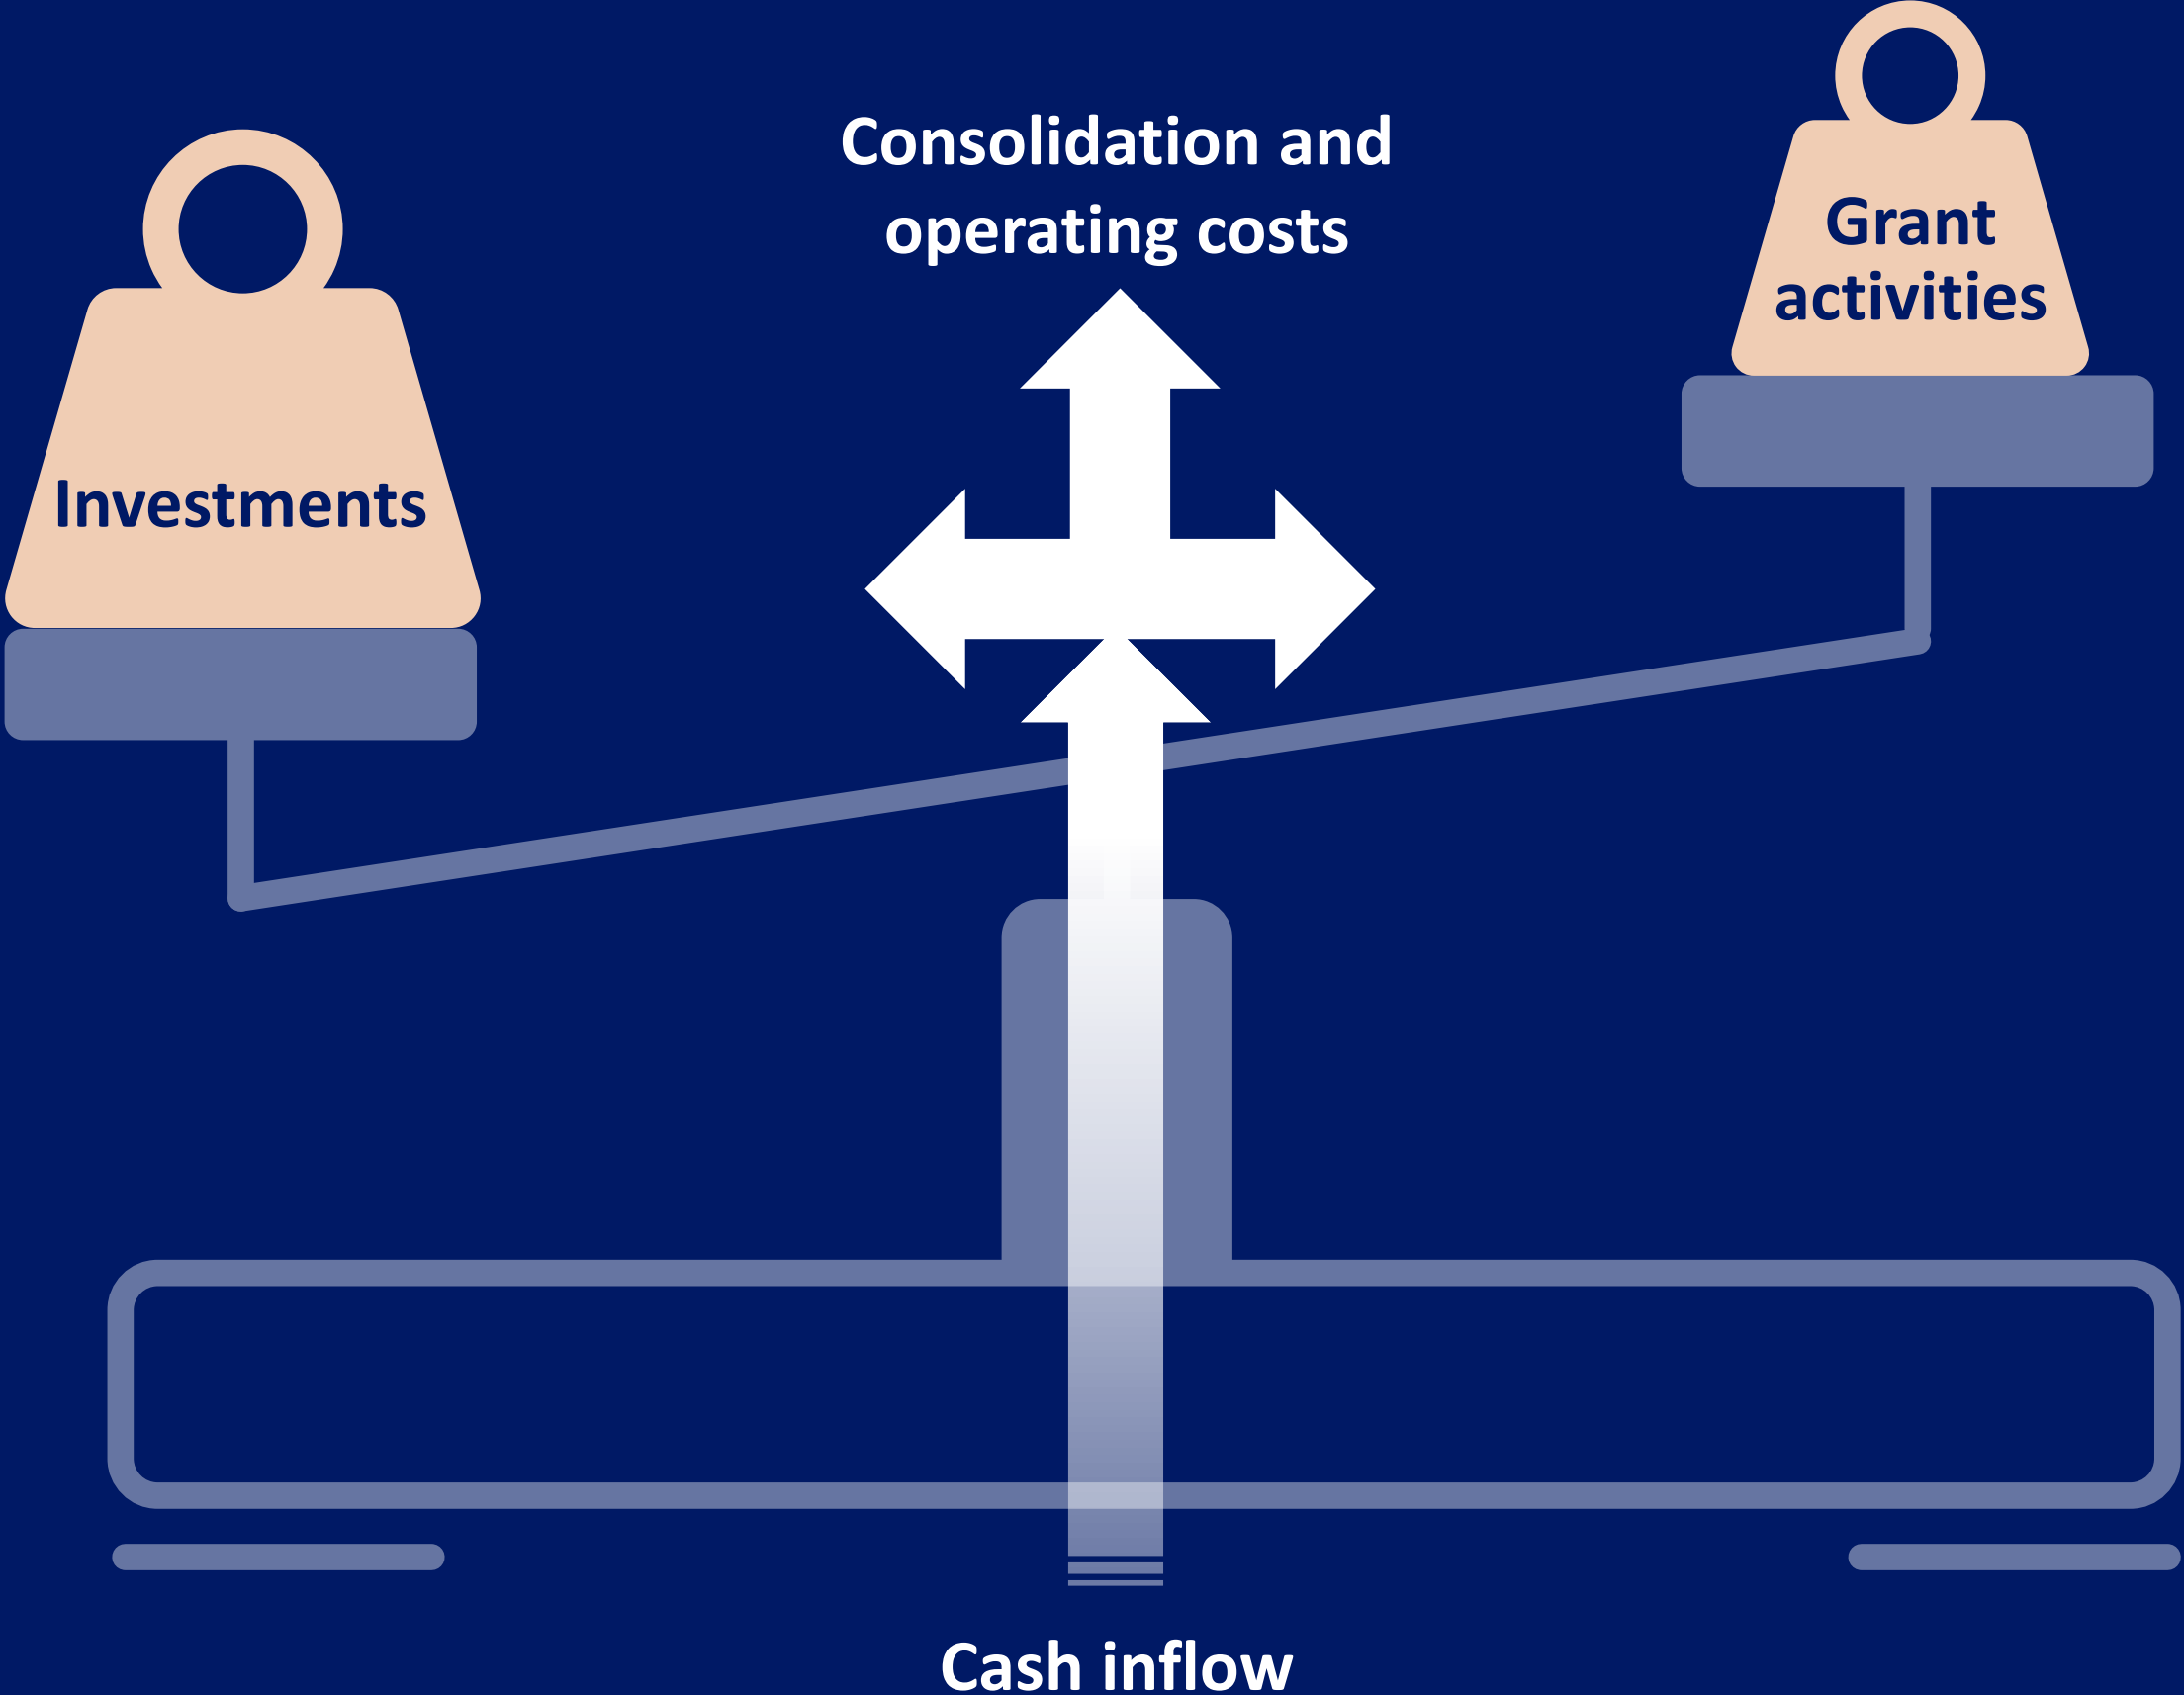 Consolidation and
operating costs
Grant
activities
Investments
Cash inflow